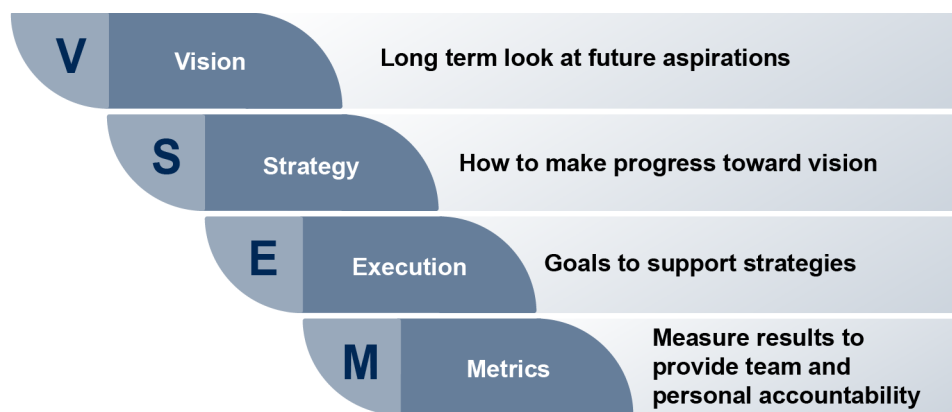 V Vision Long term look at future aspirations
S Strategy How to make progress toward vision
E Execution Goals to support strategies
M Metrics Measure results to
provide team and
personal accountability